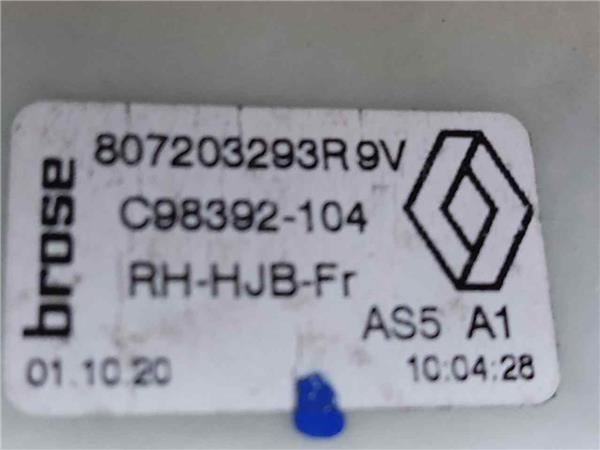 brose
807203293R 9V
C98392-104
RH-HJB-Fr
AS5 A1
01.10.20 10:04:28